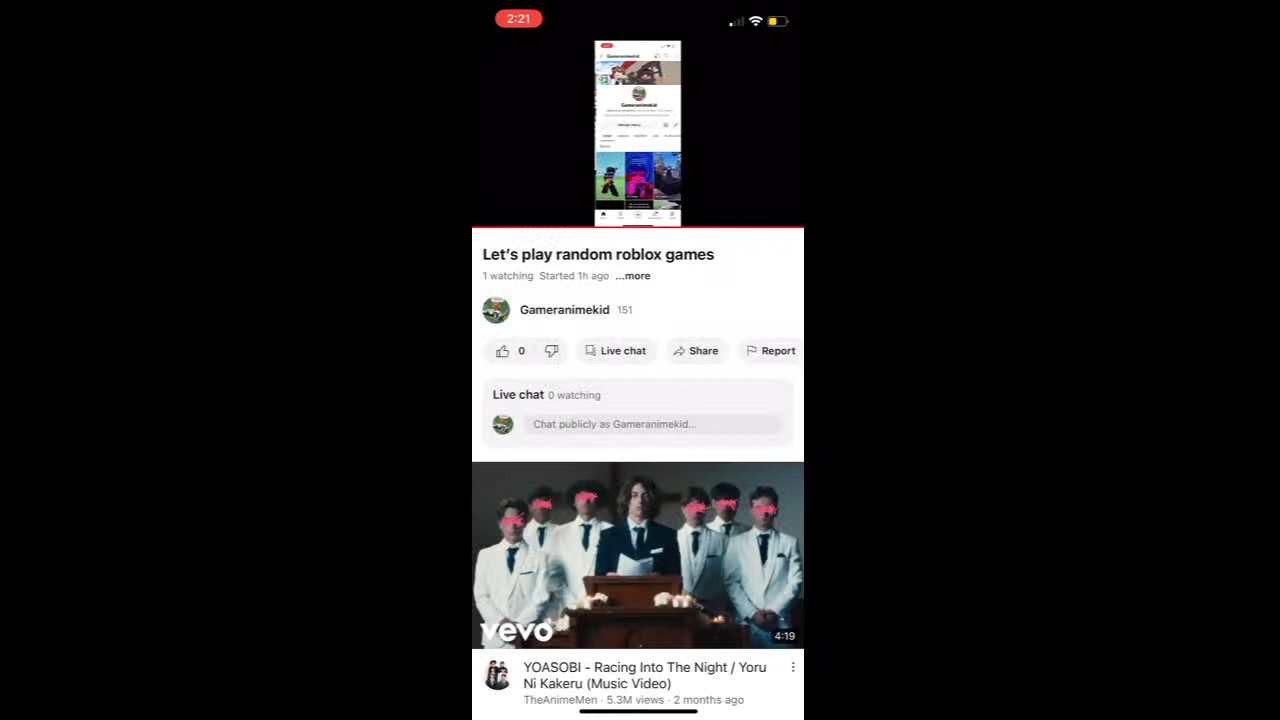 2:21
Gameranimekid
Gameranimekid
Let's play random roblox games
1 watching Started 1h ago ...more
Gameranimekid 151
0 Live chat Share Report
Live chat 0 watching
Chat publicly as Gameranimekid...
vevo
4:19
YOASOBI - Racing Into The Night / Yoru
Ni Kakeru (Music Video)
TheAnimeMen · 5.3M views · 2 months ago